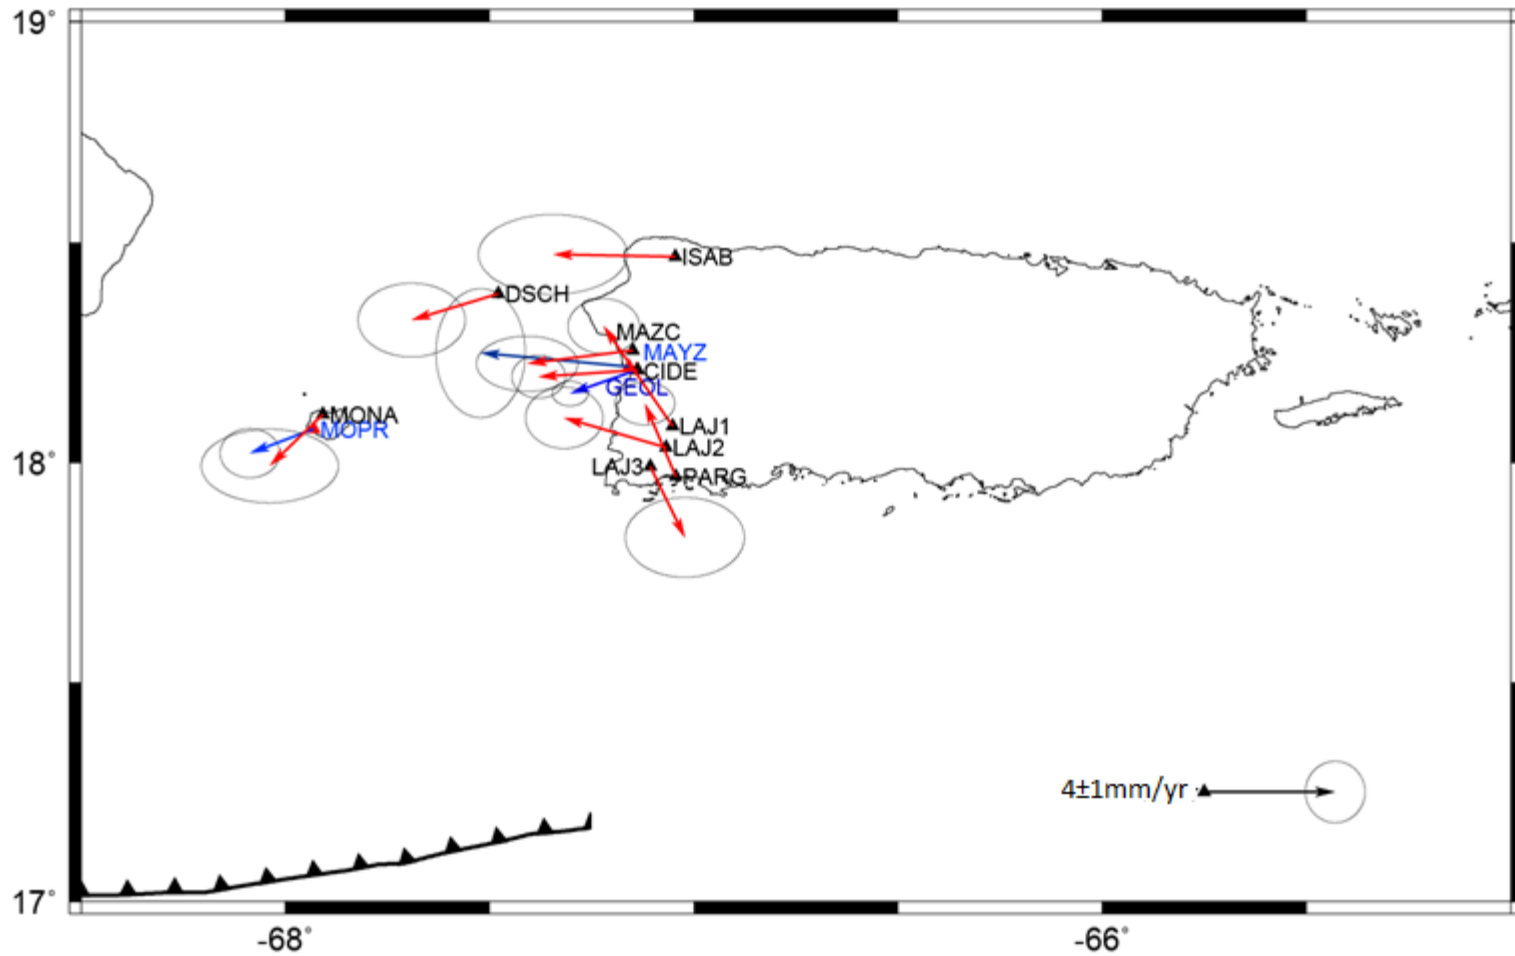 19°
ISAB
DSCH
MAZC
MAYZ
CIDE
GEOL
MONA
MOPR
LAJ1
LAJ2
LAJ3
PARG
18°
4±1mm/yr
17°
-68°
-66°